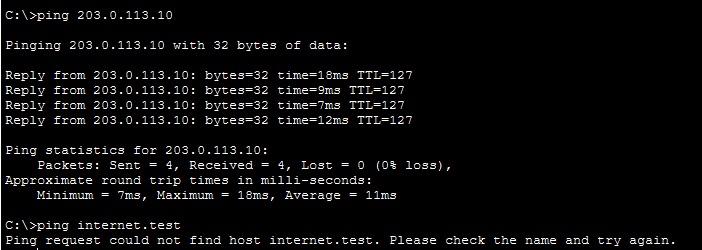 C:\>ping 203.0.113.10
Pinging 203.0.113.10 with 32 bytes of data:
Reply from 203.0.113.10: bytes=32 time=18ms TTL=127
Reply from 203.0.113.10: bytes=32 time=9ms TTL=127
Reply from 203.0.113.10: bytes=32 time=7ms TTL=127
Reply from 203.0.113.10: bytes=32 time=12ms TTL=127
Ping statistics for 203.0.113.10:
    Packets: Sent = 4, Received = 4, Lost = 0 (0% loss),
Approximate round trip times in milli-seconds:
    Minimum = 7ms, Maximum = 18ms, Average = 11ms
C:\>ping internet.test
Ping request could not find host internet.test. Please check the name and try again.